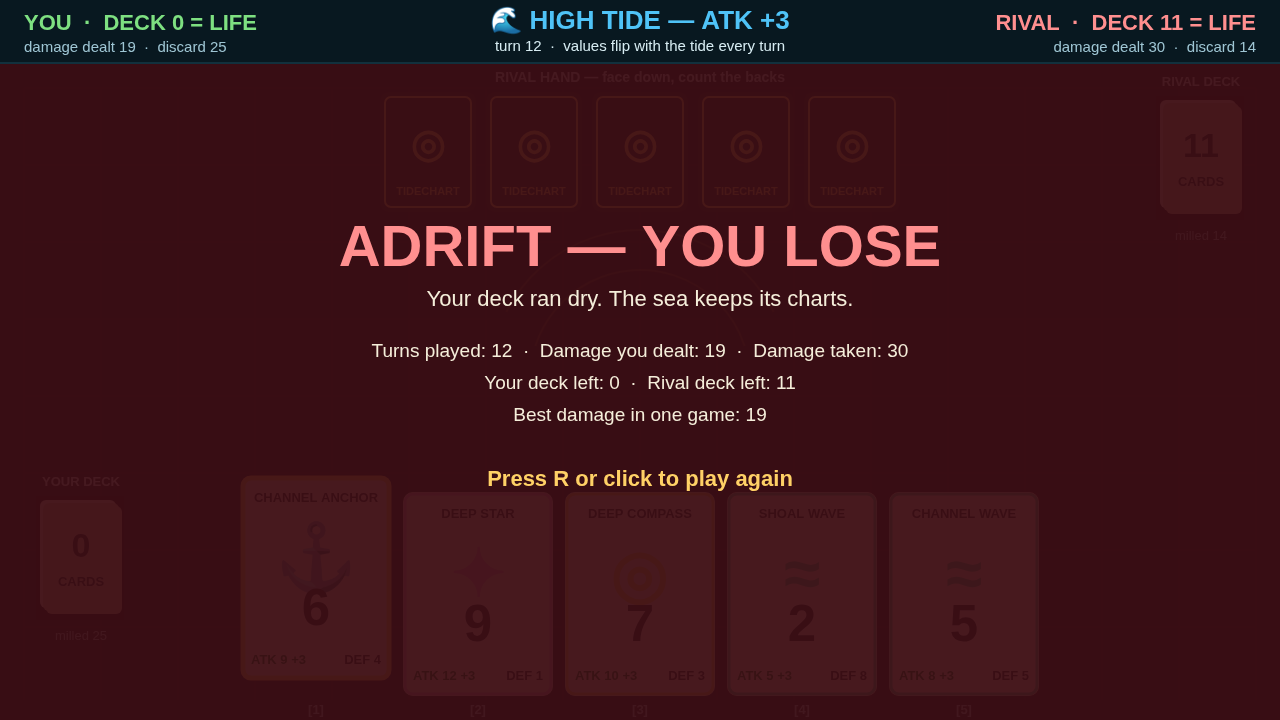 YOU · DECK 0 = LIFE
damage dealt 19 · discard 25
🌊 HIGH TIDE — ATK +3
turn 12 · values flip with the tide every turn
RIVAL · DECK 11 = LIFE
damage dealt 30 · discard 14
RIVAL HAND — face down, count the backs
RIVAL DECK
11
CARDS
milled 14
TIDECHART
TIDECHART
TIDECHART
TIDECHART
TIDECHART
ADRIFT — YOU LOSE
Your deck ran dry. The sea keeps its charts.
Turns played: 12 · Damage you dealt: 19 · Damage taken: 30
Your deck left: 0 · Rival deck left: 11
Best damage in one game: 19
Press R or click to play again
YOUR DECK
0
CARDS
milled 25
CHANNEL ANCHOR
6
ATK 9 +3 DEF 4
[1]
DEEP STAR
9
ATK 12 +3 DEF 1
[2]
DEEP COMPASS
7
ATK 10 +3 DEF 3
[3]
SHOAL WAVE
2
ATK 5 +3 DEF 8
[4]
CHANNEL WAVE
5
ATK 8 +3 DEF 5
[5]